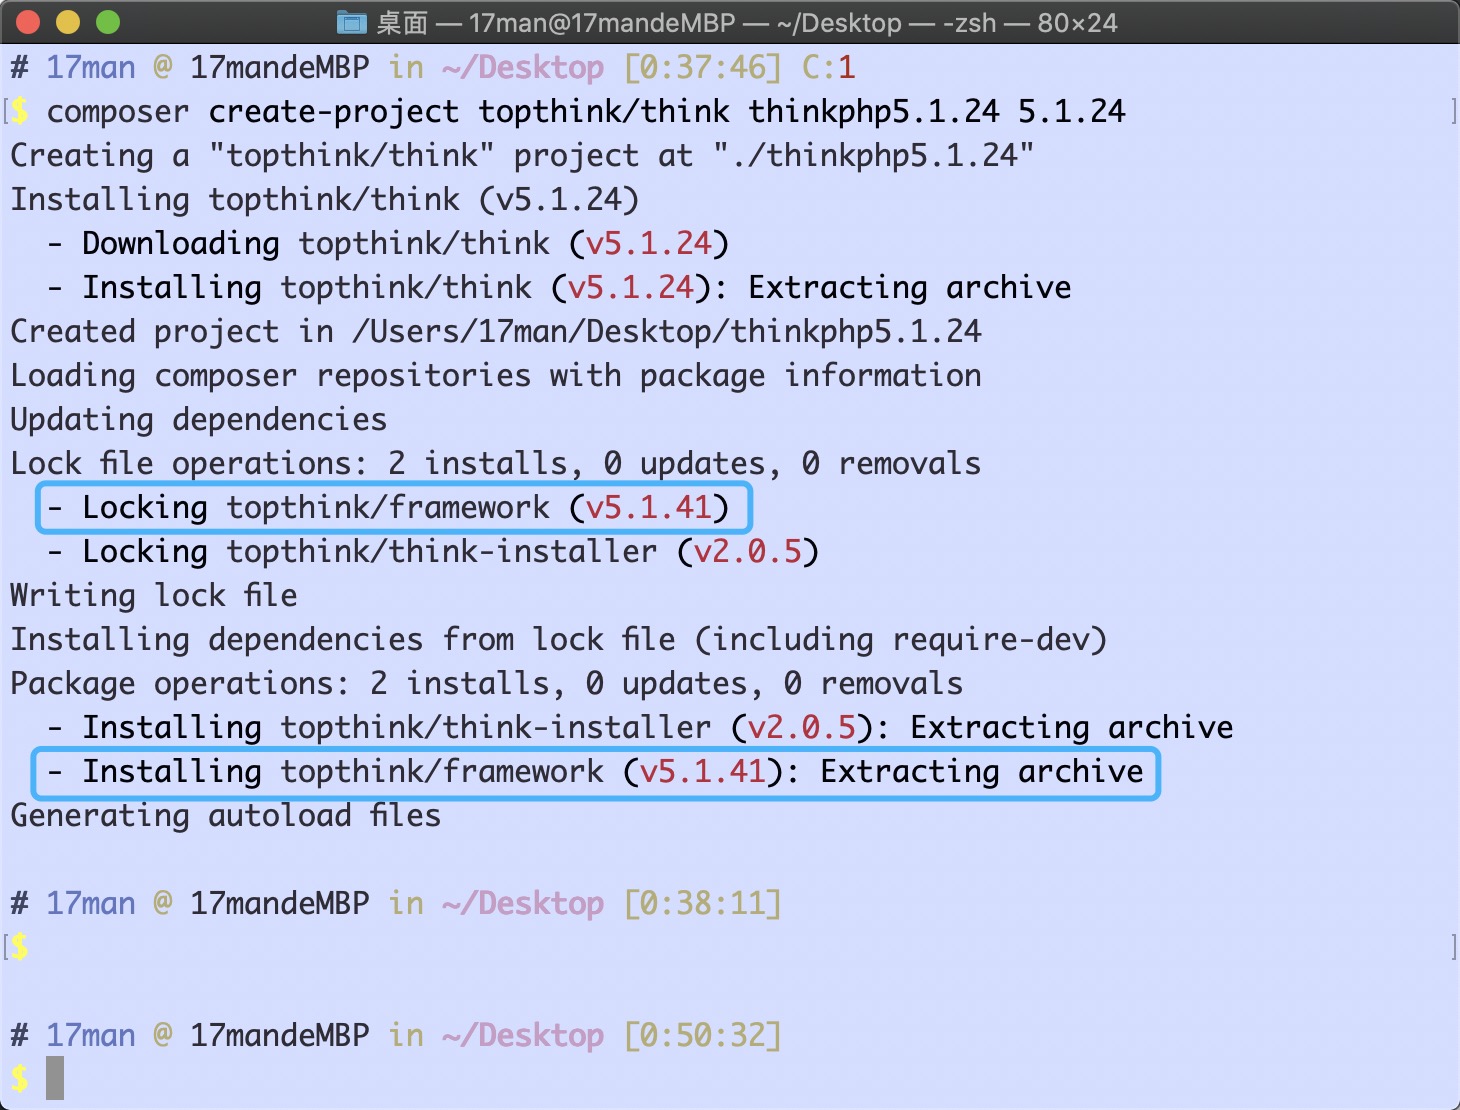 桌面 — 17man@17mandeMBP — ~/Desktop — -zsh — 80×24
# 17man @ 17mandeMBP in ~/Desktop [0:37:46] C:1
$ composer create-project topthink/think thinkphp5.1.24 5.1.24
Creating a "topthink/think" project at "./thinkphp5.1.24"
Installing topthink/think (v5.1.24)
  - Downloading topthink/think (v5.1.24)
  - Installing topthink/think (v5.1.24): Extracting archive
Created project in /Users/17man/Desktop/thinkphp5.1.24
Loading composer repositories with package information
Updating dependencies
Lock file operations: 2 installs, 0 updates, 0 removals
  - Locking topthink/framework (v5.1.41)
  - Locking topthink/think-installer (v2.0.5)
Writing lock file
Installing dependencies from lock file (including require-dev)
Package operations: 2 installs, 0 updates, 0 removals
  - Installing topthink/think-installer (v2.0.5): Extracting archive
  - Installing topthink/framework (v5.1.41): Extracting archive
Generating autoload files
# 17man @ 17mandeMBP in ~/Desktop [0:38:11]
$
# 17man @ 17mandeMBP in ~/Desktop [0:50:32]
$